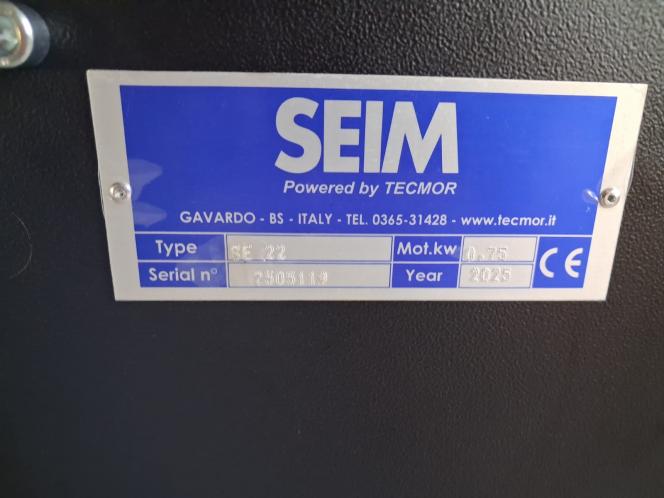 SEIM
Powered by TECMOR
GAVARDO - BS - ITALY - TEL. 0365-31428 - www.tecmor.it
Type SE 22 Mot.kw 0.75 CE
Serial n° 2505119 Year 2025